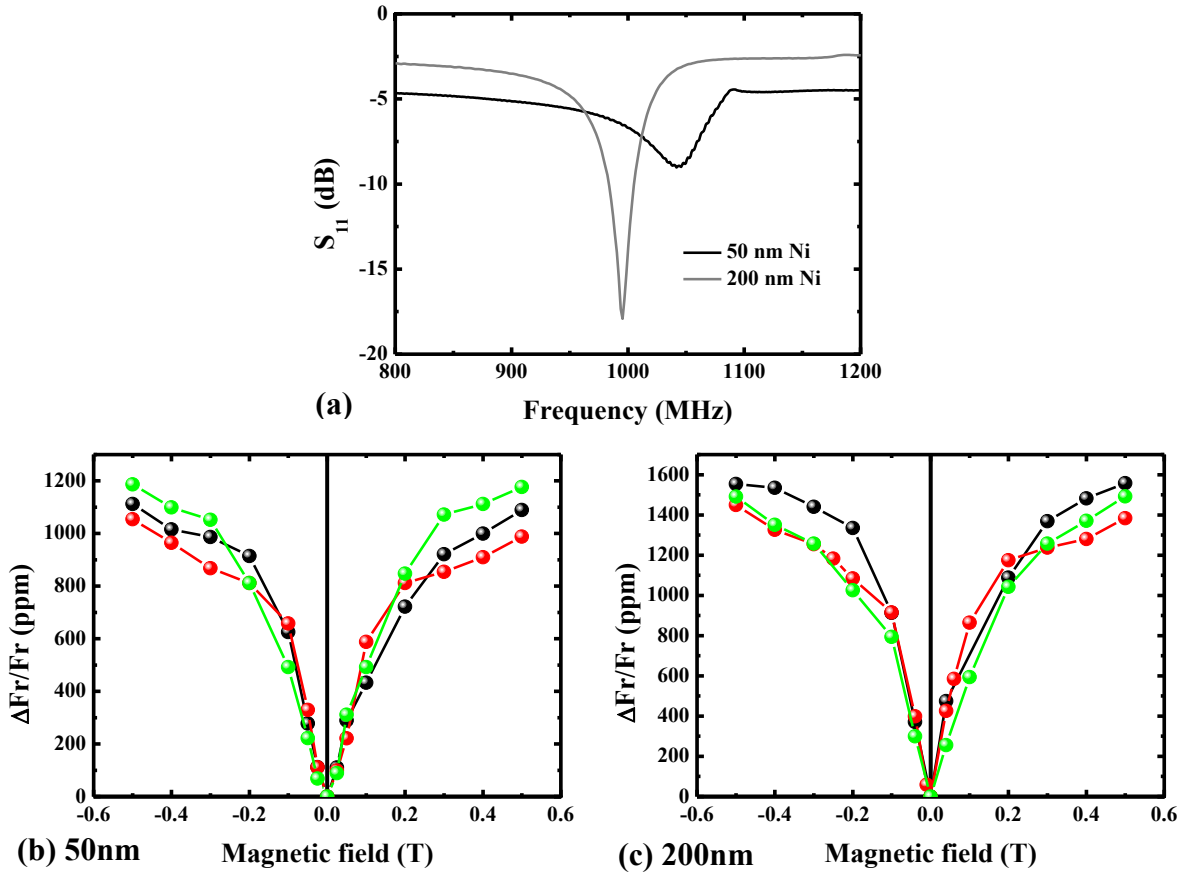 0
-5
-10
-15
-20
S11 (dB)
50 nm Ni
200 nm Ni
800 900 1000 1100 1200
(a) Frequency (MHz)
1200
1000
800
600
400
200
0
ΔFr/Fr (ppm)
-0.6 -0.4 -0.2 0.0 0.2 0.4 0.6
(b) 50nm Magnetic field (T)
1600
1400
1200
1000
800
600
400
200
0
ΔFr/Fr (ppm)
-0.6 -0.4 -0.2 0.0 0.2 0.4 0.6
(c) 200nm Magnetic field (T)